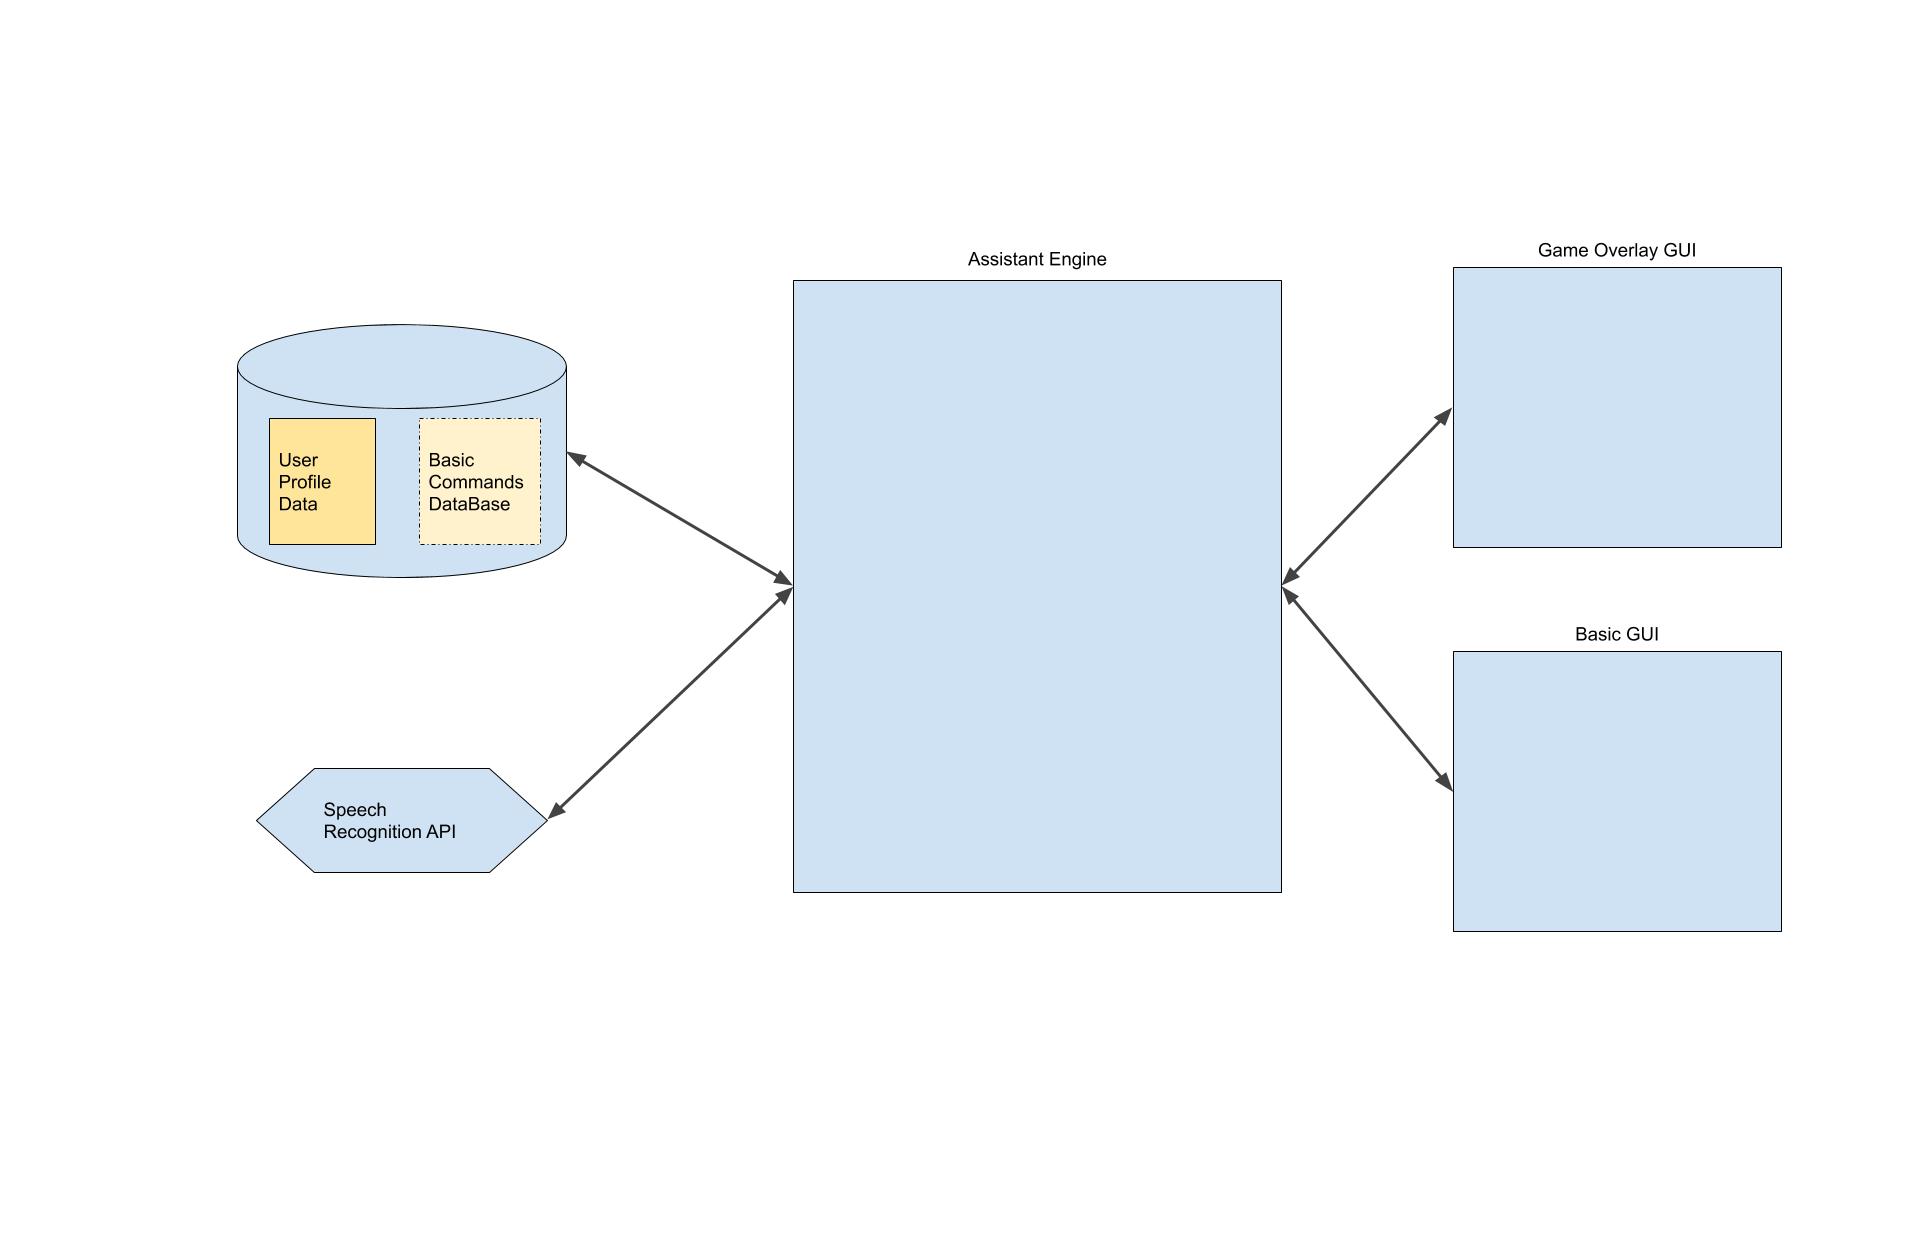 Assistant Engine
Game Overlay GUI
User
Profile
Data
Basic
Commands
DataBase
Basic GUI
Speech
Recognition API